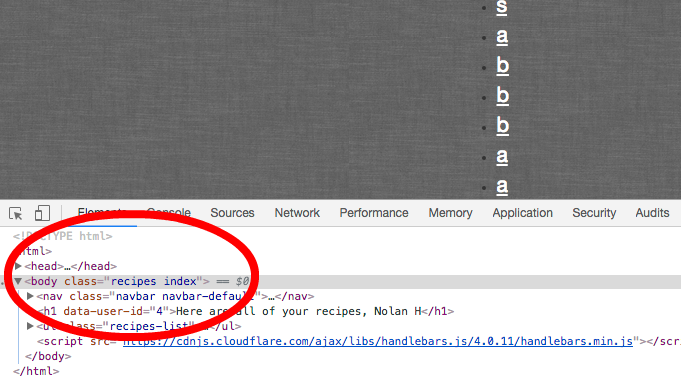 s
a
b
b
b
a
a
Elements Console Sources Network Performance Memory Application Security Audits
<!DOCTYPE html>
<html>
<head>…</head>
<body class="recipes index"> == $0
<nav class="navbar navbar-default">…</nav>
<h1 data-user-id="4">Here are all of your recipes, Nolan H</h1>
<ul class="recipes-list">…</ul>
<script src="https://cdnjs.cloudflare.com/ajax/libs/handlebars.js/4.0.11/handlebars.min.js"></scr
</body>
</html>